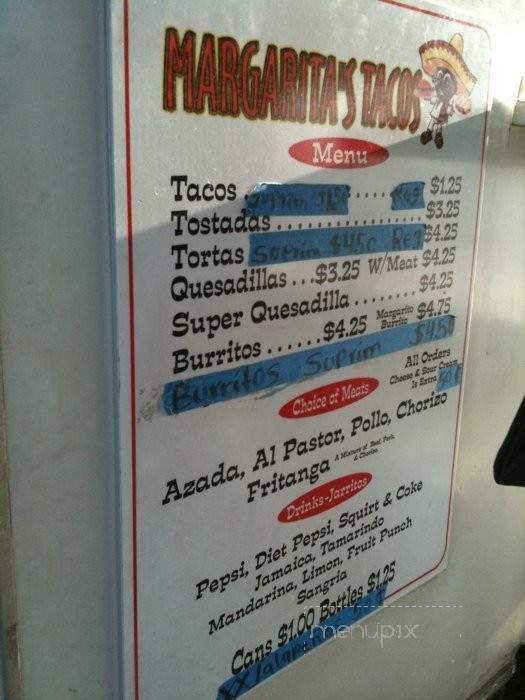 MARGARITA'S TACOS
Menu
Tacos Suprim Reg $1.25
Tostadas $3.25
Tortas Suprim $4.50 Reg $4.25
Quesadillas ...$3.25 W/Meat $4.25
Super Quesadilla ........ $4.25
Burritos ......$4.25 Margarito Burrito $4.75
Burritos Suprim $4.50
All Orders
Cheese & Sour Cream
Is Extra 50¢
Choice of Meats
Azada, Al Pastor, Pollo, Chorizo
Fritanga A Mixture of Beef, Pork, & Chorizo
Drinks-Jarritos
Pepsi, Diet Pepsi, Squirt & Coke
Jamaica, Tamarindo
Mandarina, Limon, Fruit Punch
Sangria
Cans $1.00 Bottles $1.25
menupix